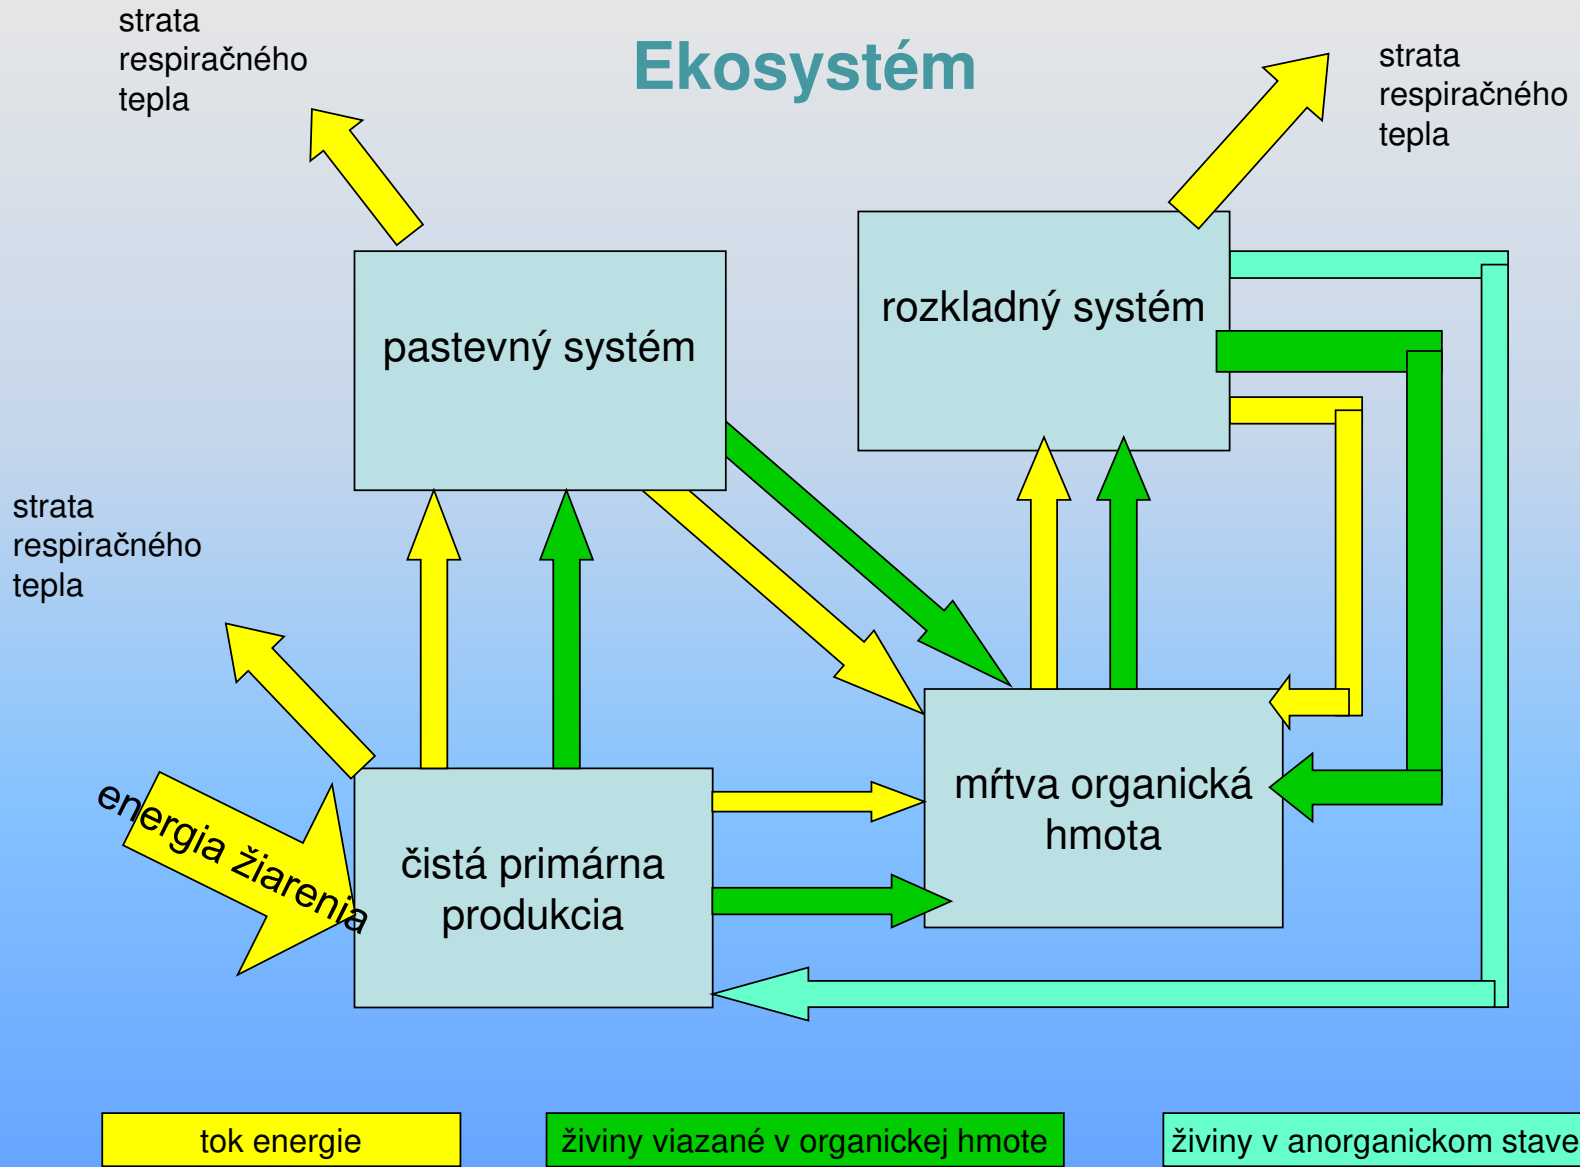 strata
respiračného
tepla
Ekosystém
strata
respiračného
tepla
rozkladný systém
pastevný systém
strata
respiračného
tepla
energia žiarenia
mŕtva organická
hmota
čistá primárna
produkcia
tok energie
živiny viazané v organickej hmote
živiny v anorganickom stave